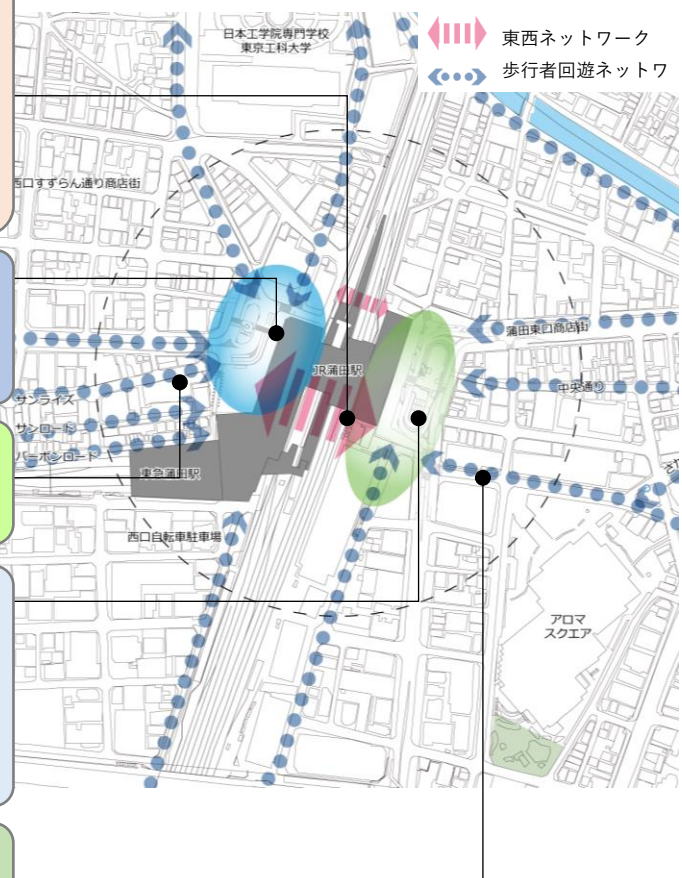 東西ネットワーク
歩行者回遊ネットワ
日本工学院専門学校
東京工科大学
西口すずらん通り商店街
JR蒲田駅
蒲田東口商店街
中央通り
サンライズ
サンロード
バーボンロード
東急蒲田駅
さか
西口自転車駐車場
アロマ
スクエア